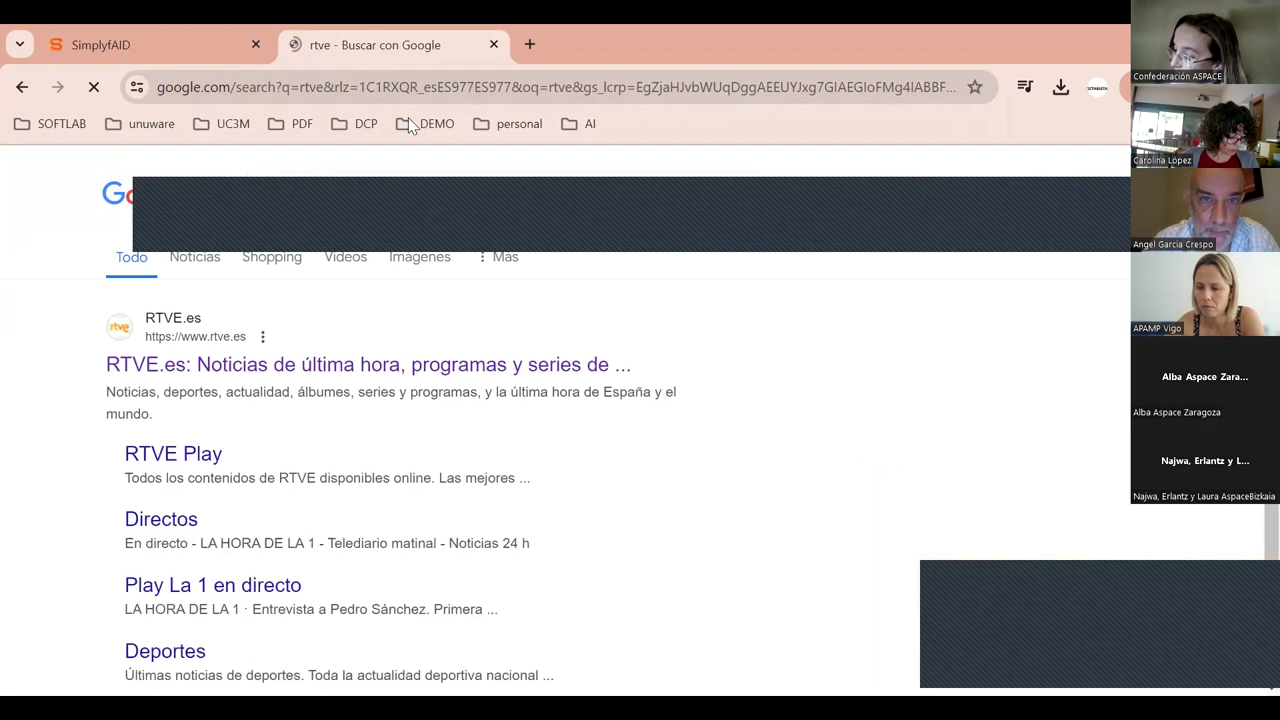 SimplyfAID
rtve - Buscar con Google
google.com/search?q=rtve&rlz=1C1RXQR_esES977ES977&oq=rtve&gs_lcrp=EgZjaHJvbWUqDggAEEUYJxg7GIAEGIoFMg4IABBF...
SOFTLAB
unuware
UC3M
PDF
DCP
DEMO
personal
AI
Todo
Noticias
Shopping
Videos
Imágenes
Más
RTVE.es
https://www.rtve.es
rtve
RTVE.es: Noticias de última hora, programas y series de ...
Noticias, deportes, actualidad, álbumes, series y programas, y la última hora de España y el
mundo.
RTVE Play
Todos los contenidos de RTVE disponibles online. Las mejores ...
Directos
En directo - LA HORA DE LA 1 - Telediario matinal - Noticias 24 h
Play La 1 en directo
LA HORA DE LA 1 · Entrevista a Pedro Sánchez. Primera ...
Deportes
Últimas noticias de deportes. Toda la actualidad deportiva nacional ...
Confederación ASPACE
Carolina López
Angel Garcia Crespo
APAMP Vigo
Alba Aspace Zara...
Alba Aspace Zaragoza
Najwa, Erlantz y L...
Najwa, Erlantz y Laura AspaceBizkaia